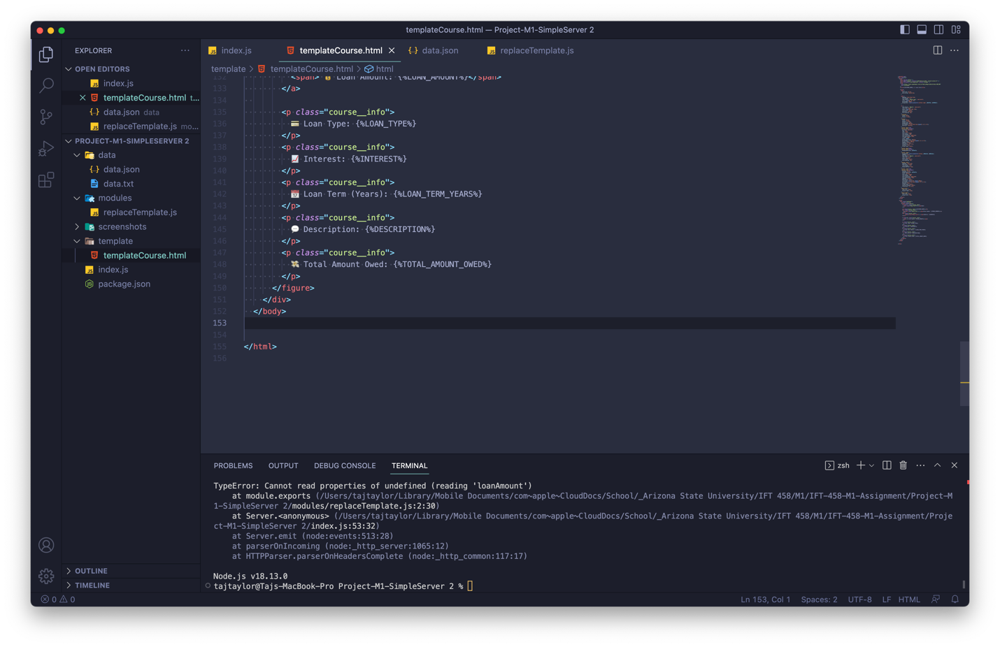 templateCourse.html — Project-M1-SimpleServer 2
EXPLORER
OPEN EDITORS
index.js
templateCourse.html t...
data.json data
replaceTemplate.js mo...
PROJECT-M1-SIMPLESERVER 2
data
data.json
data.txt
modules
replaceTemplate.js
screenshots
template
templateCourse.html
index.js
package.json
OUTLINE
TIMELINE
index.js
templateCourse.html
data.json
replaceTemplate.js
template > templateCourse.html > html
132 <span> 💰 Loan Amount: {%LOAN_AMOUNT%}</span>
133 </a>
134
135 <p class="course__info">
136 💳 Loan Type: {%LOAN_TYPE%}
137 </p>
138 <p class="course__info">
139 📈 Interest: {%INTEREST%}
140 </p>
141 <p class="course__info">
142 📅 Loan Term (Years): {%LOAN_TERM_YEARS%}
143 </p>
144 <p class="course__info">
145 💬 Description: {%DESCRIPTION%}
146 </p>
147 <p class="course__info">
148 💸 Total Amount Owed: {%TOTAL_AMOUNT_OWED%}
149 </p>
150 </figure>
151 </div>
152 </body>
153
154
155 </html>
156
PROBLEMS OUTPUT DEBUG CONSOLE TERMINAL
zsh
TypeError: Cannot read properties of undefined (reading 'loanAmount')
at module.exports (/Users/tajtaylor/Library/Mobile Documents/com~apple~CloudDocs/School/_Arizona State University/IFT 458/M1/IFT-458-M1-Assignment/Project-M
1-SimpleServer 2/modules/replaceTemplate.js:2:30)
at Server.<anonymous> (/Users/tajtaylor/Library/Mobile Documents/com~apple~CloudDocs/School/_Arizona State University/IFT 458/M1/IFT-458-M1-Assignment/Proje
ct-M1-SimpleServer 2/index.js:53:32)
at Server.emit (node:events:513:28)
at parserOnIncoming (node:_http_server:1065:12)
at HTTPParser.parserOnHeadersComplete (node:_http_common:117:17)
Node.js v18.13.0
tajtaylor@Tajs-MacBook-Pro Project-M1-SimpleServer 2 %
0 0
Ln 153, Col 1 Spaces: 2 UTF-8 LF HTML